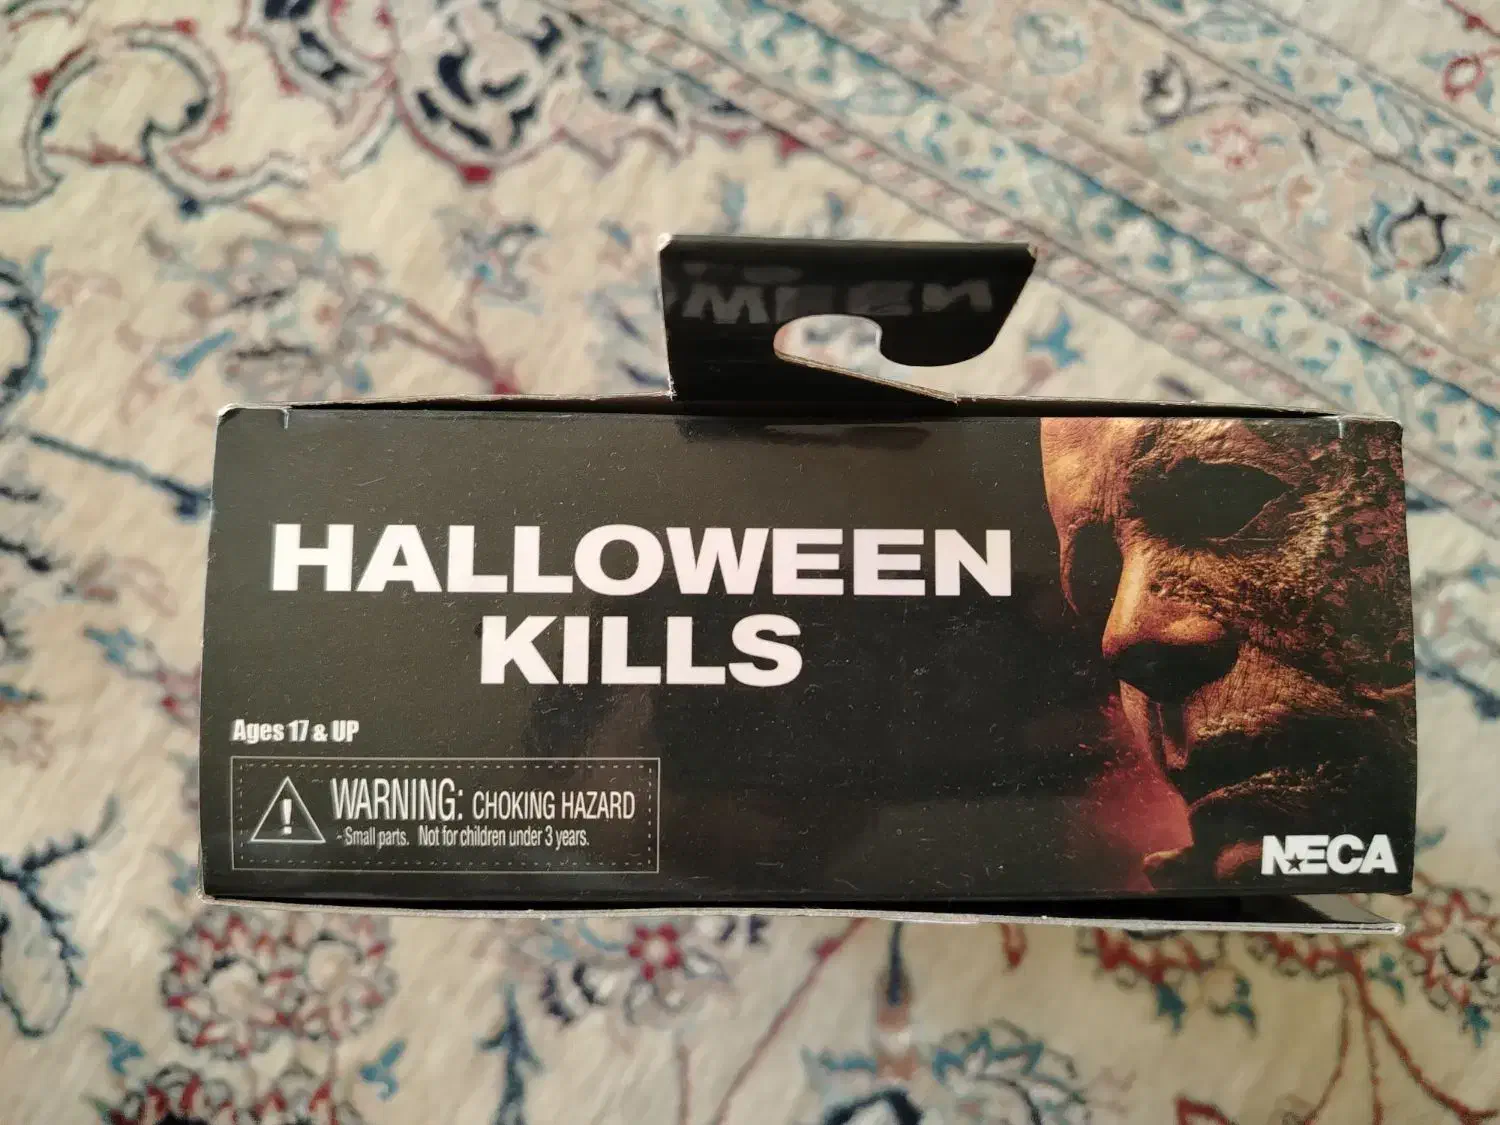 HALLOWEEN
KILLS
Ages 17 & UP
WARNING: CHOKING HAZARD
- Small parts. Not for children under 3 years.
NECA